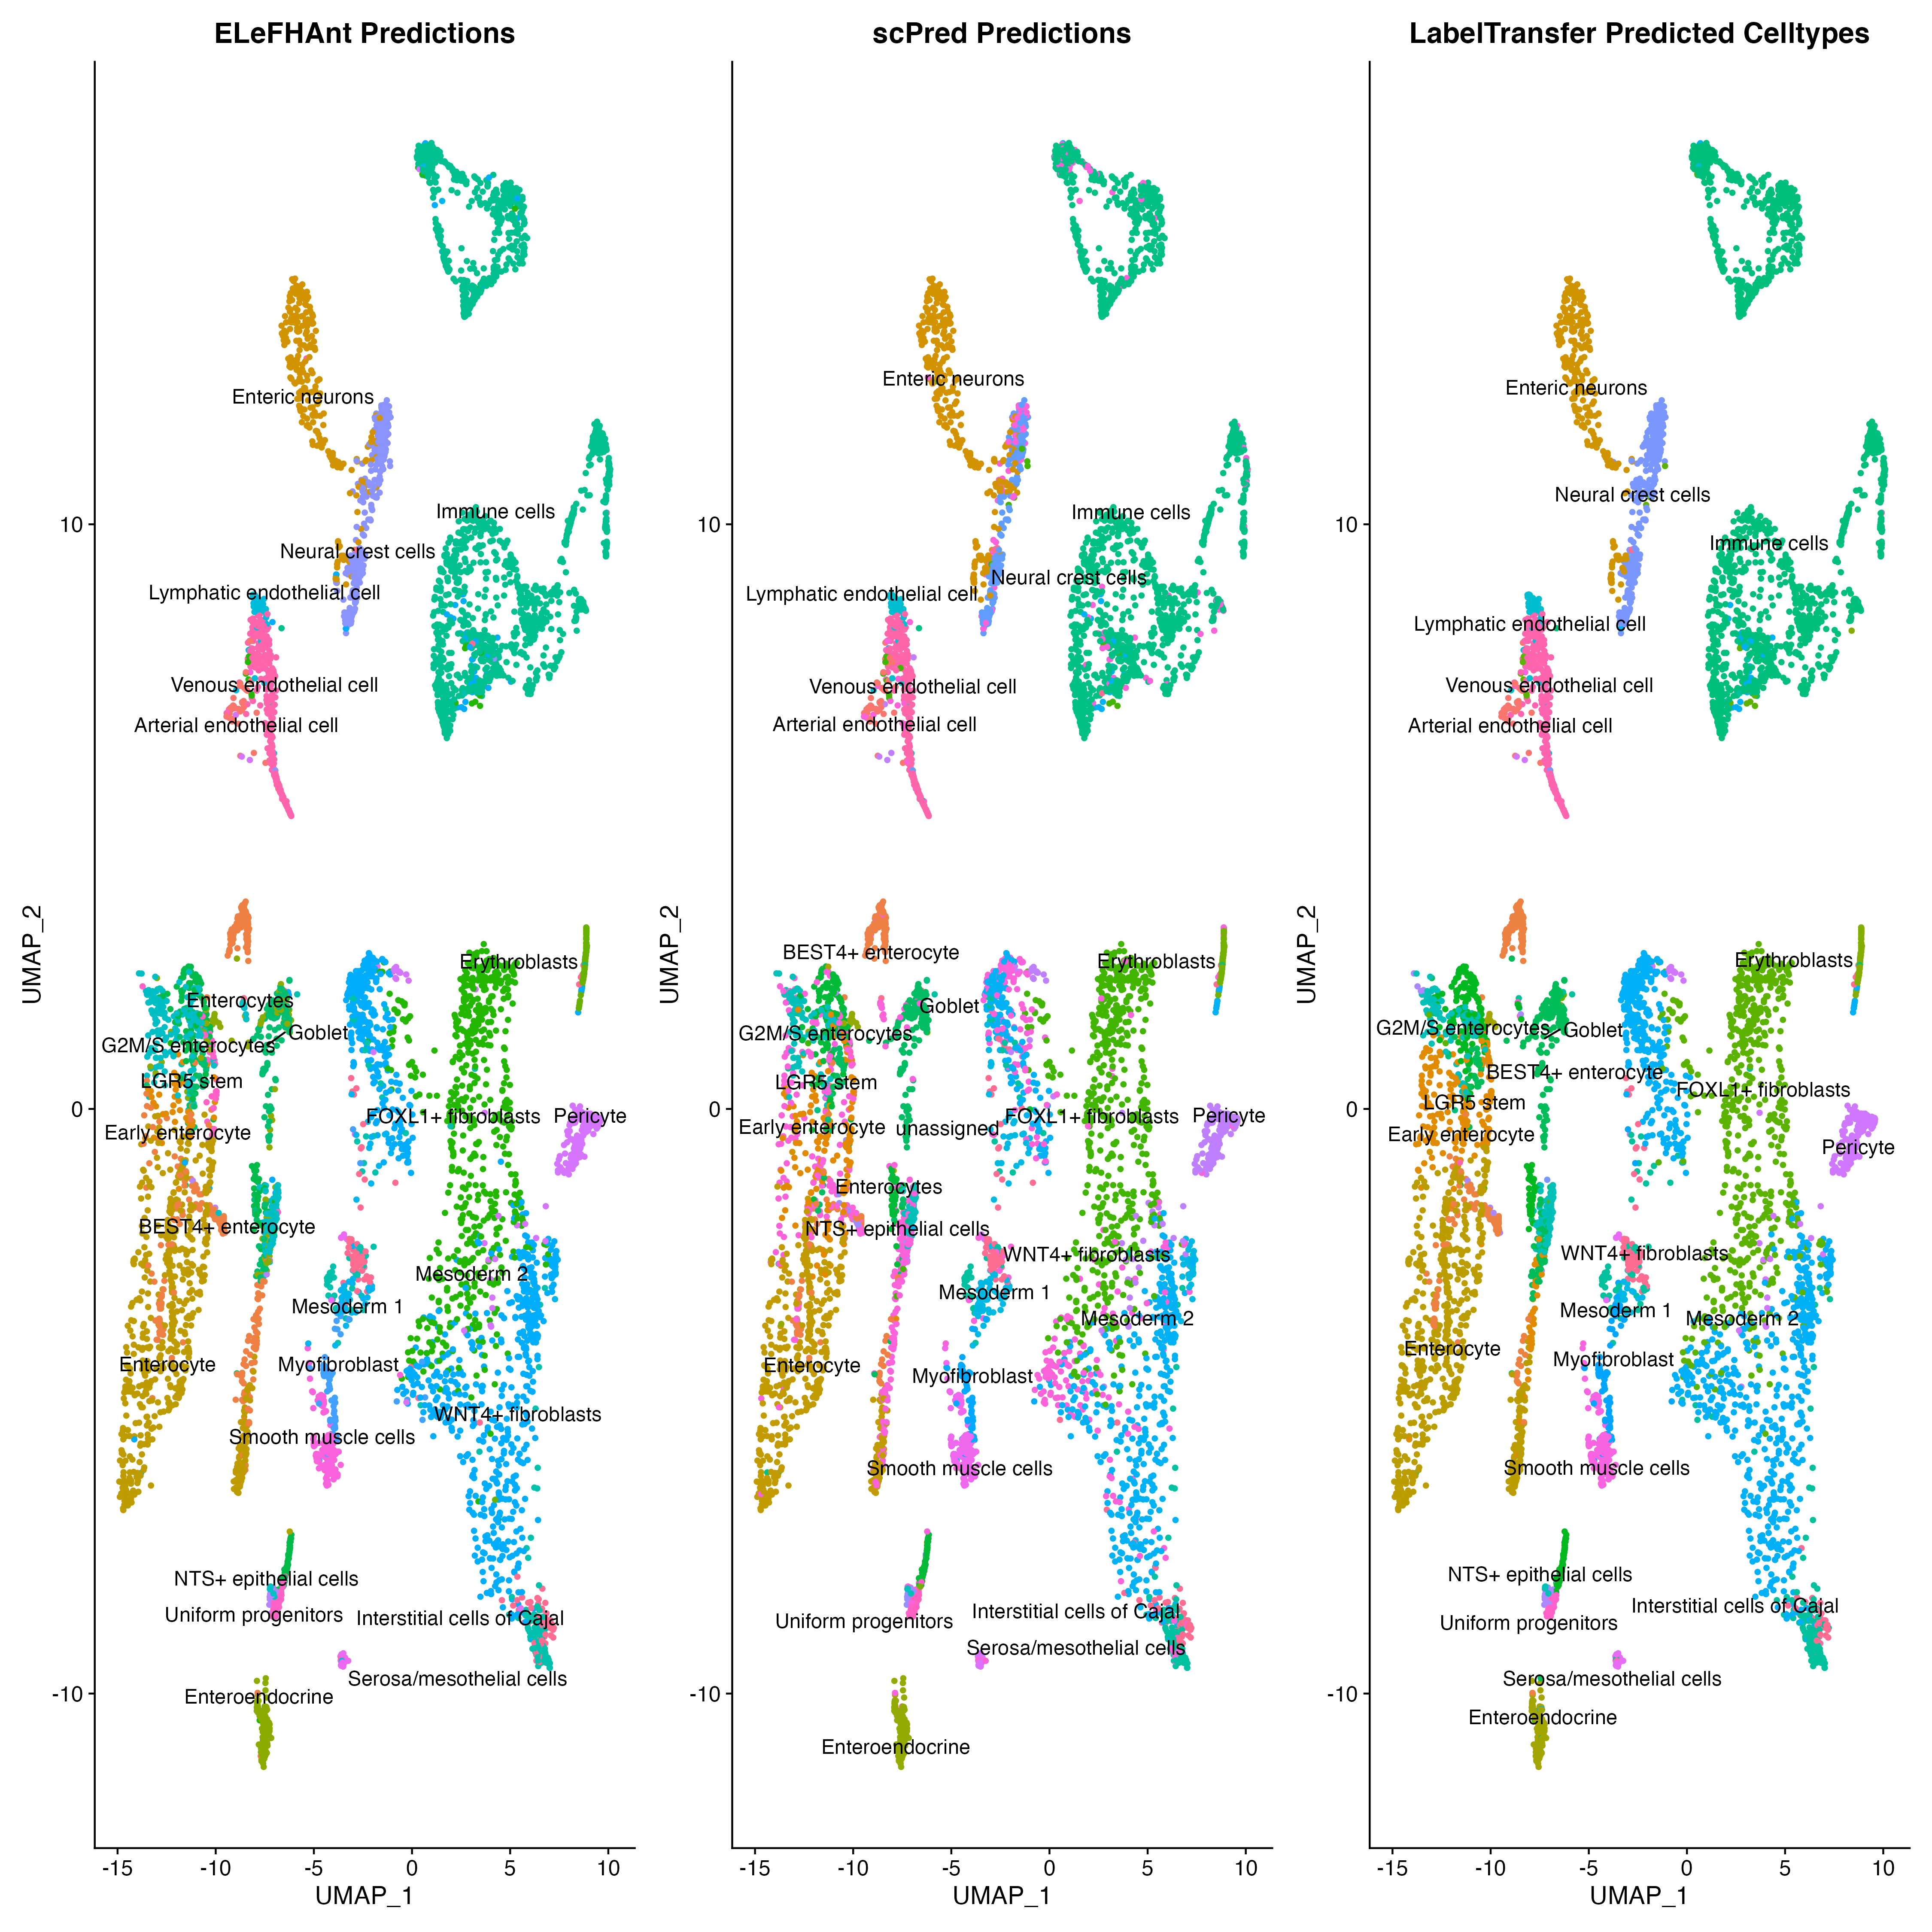 ELeFHAnt Predictions
Enteric neurons
Immune cells
Neural crest cells
Lymphatic endothelial cell
Venous endothelial cell
Arterial endothelial cell
Erythroblasts
Enterocytes
Goblet
G2M/S enterocytes
LGR5 stem
FOXL1+ fibroblasts
Pericyte
Early enterocyte
BEST4+ enterocyte
Mesoderm 2
Mesoderm 1
Enterocyte
Myofibroblast
WNT4+ fibroblasts
Smooth muscle cells
NTS+ epithelial cells
Uniform progenitors
Interstitial cells of Cajal
Serosa/mesothelial cells
Enteroendocrine
10
0
-10
UMAP_2
-15 -10 -5 0 5 10
UMAP_1
scPred Predictions
Enteric neurons
Immune cells
Neural crest cells
Lymphatic endothelial cell
Venous endothelial cell
Arterial endothelial cell
BEST4+ enterocyte
Erythroblasts
Goblet
G2M/S enterocytes
LGR5 stem
FOXL1+ fibroblasts
Pericyte
Early enterocyte
unassigned
Enterocytes
NTS+ epithelial cells
WNT4+ fibroblasts
Mesoderm 1
Mesoderm 2
Enterocyte
Myofibroblast
Smooth muscle cells
Interstitial cells of Cajal
Uniform progenitors
Serosa/mesothelial cells
Enteroendocrine
10
0
-10
UMAP_2
-15 -10 -5 0 5 10
UMAP_1
LabelTransfer Predicted Celltypes
Enteric neurons
Neural crest cells
Immune cells
Lymphatic endothelial cell
Venous endothelial cell
Arterial endothelial cell
Erythroblasts
G2M/S enterocytes
Goblet
BEST4+ enterocyte
FOXL1+ fibroblasts
LGR5 stem
Early enterocyte
Pericyte
WNT4+ fibroblasts
Mesoderm 1
Mesoderm 2
Enterocyte
Myofibroblast
Smooth muscle cells
NTS+ epithelial cells
Interstitial cells of Cajal
Uniform progenitors
Serosa/mesothelial cells
Enteroendocrine
10
0
-10
UMAP_2
-15 -10 -5 0 5 10
UMAP_1